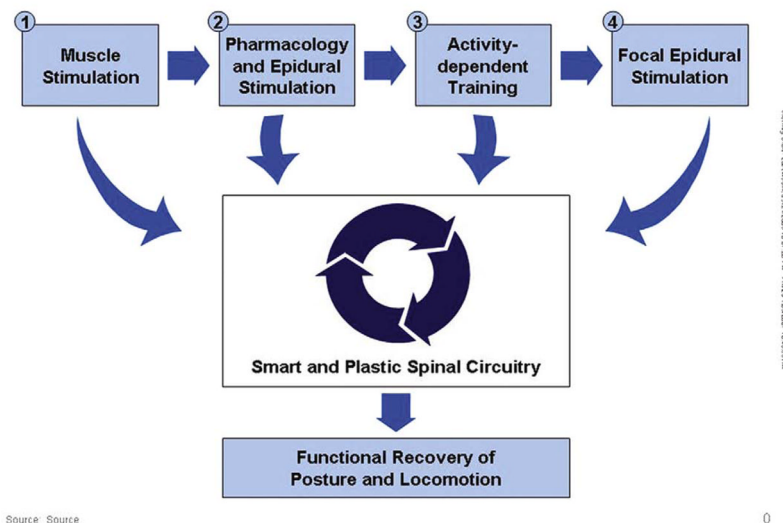 1
Muscle
Stimulation
2
Pharmacology
and Epidural
Stimulation
3
Activity-
dependent
Training
4
Focal Epidural
Stimulation
Smart and Plastic Spinal Circuitry
Functional Recovery of
Posture and Locomotion
Source: Source
0